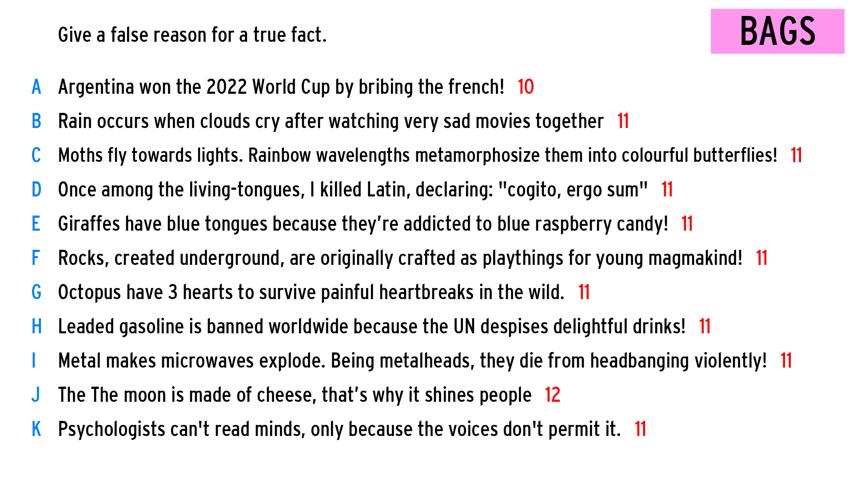 Give a false reason for a true fact.
BAGS
A Argentina won the 2022 World Cup by bribing the french! 10
B Rain occurs when clouds cry after watching very sad movies together 11
C Moths fly towards lights. Rainbow wavelengths metamorphosize them into colourful butterflies! 11
D Once among the living-tongues, I killed Latin, declaring: "cogito, ergo sum" 11
E Giraffes have blue tongues because they're addicted to blue raspberry candy! 11
F Rocks, created underground, are originally crafted as playthings for young magmakind! 11
G Octopus have 3 hearts to survive painful heartbreaks in the wild. 11
H Leaded gasoline is banned worldwide because the UN despises delightful drinks! 11
I Metal makes microwaves explode. Being metalheads, they die from headbanging violently! 11
J The The moon is made of cheese, that's why it shines people 12
K Psychologists can't read minds, only because the voices don't permit it. 11